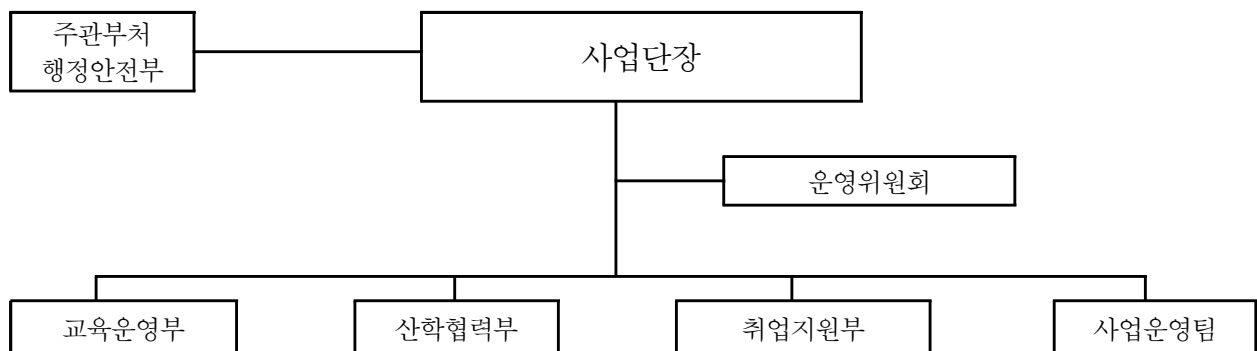 주관부처
행정안전부
사업단장
운영위원회
교육운영부
산학협력부
취업지원부
사업운영팀